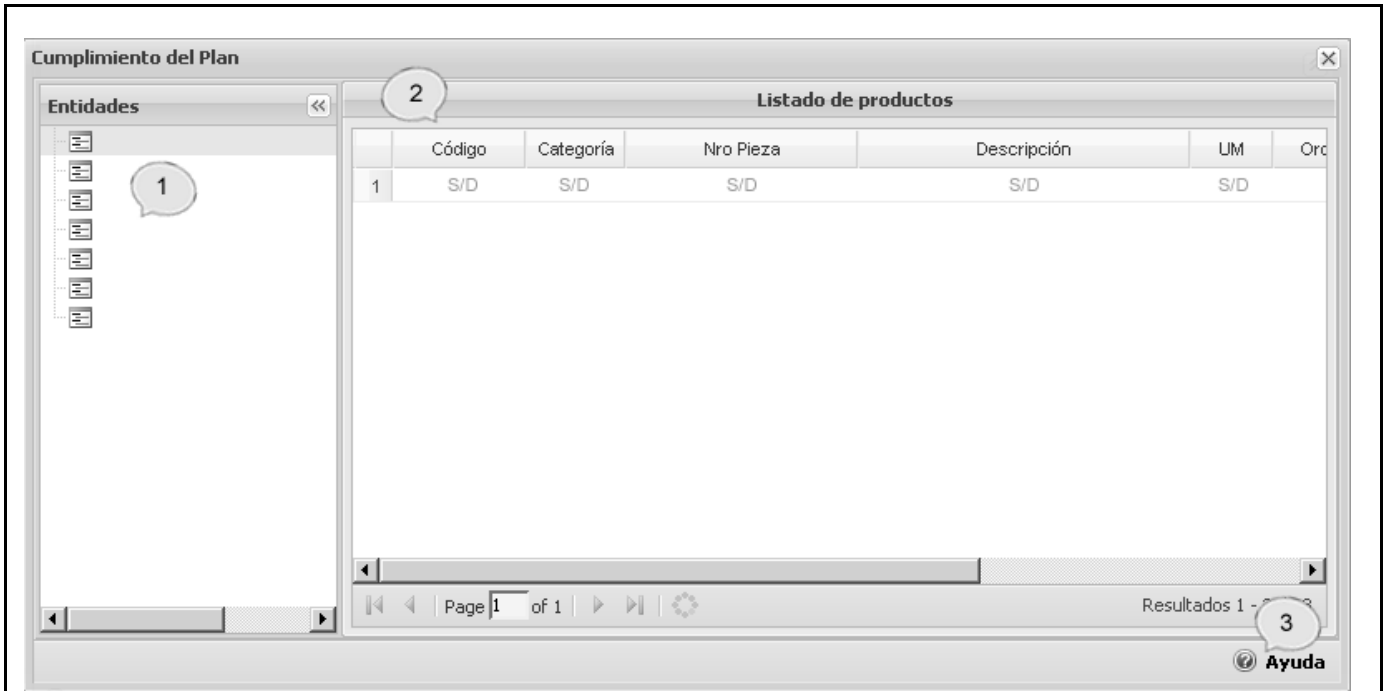 Cumplimiento del Plan
Entidades
1
2
Listado de productos
Código Categoría Nro Pieza Descripción UM
1 S/D S/D S/D S/D S/D
Page 1 of 1
Resultados 1 -
3
Ayuda